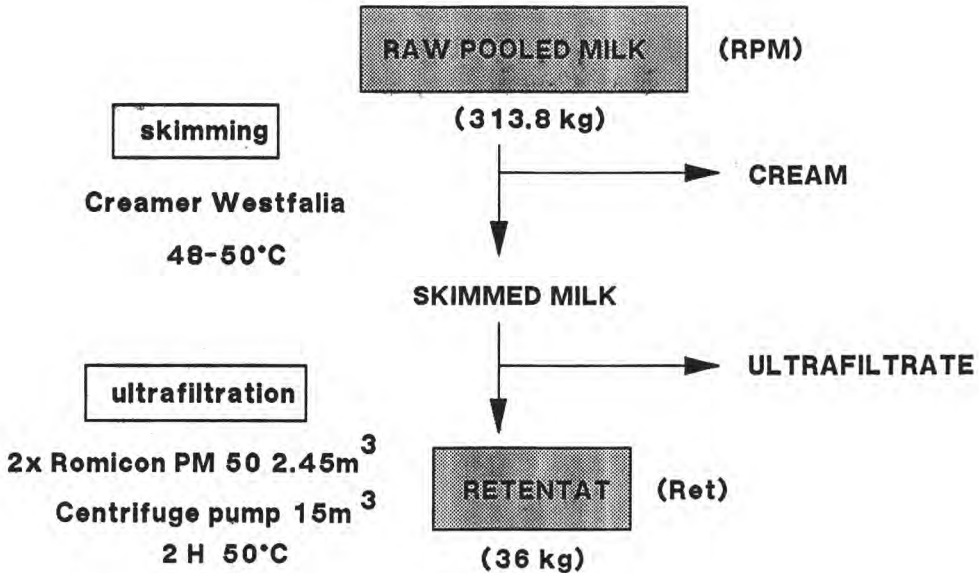 RAW POOLED MILK (RPM)
(313.8 kg)
skimming
CREAM
Creamer Westfalia
48-50°C
SKIMMED MILK
ULTRAFILTRATE
ultrafiltration
2x Romicon PM 50 2.45m³
RETENTAT (Ret)
Centrifuge pump 15m³
2 H 50°C
(36 kg)